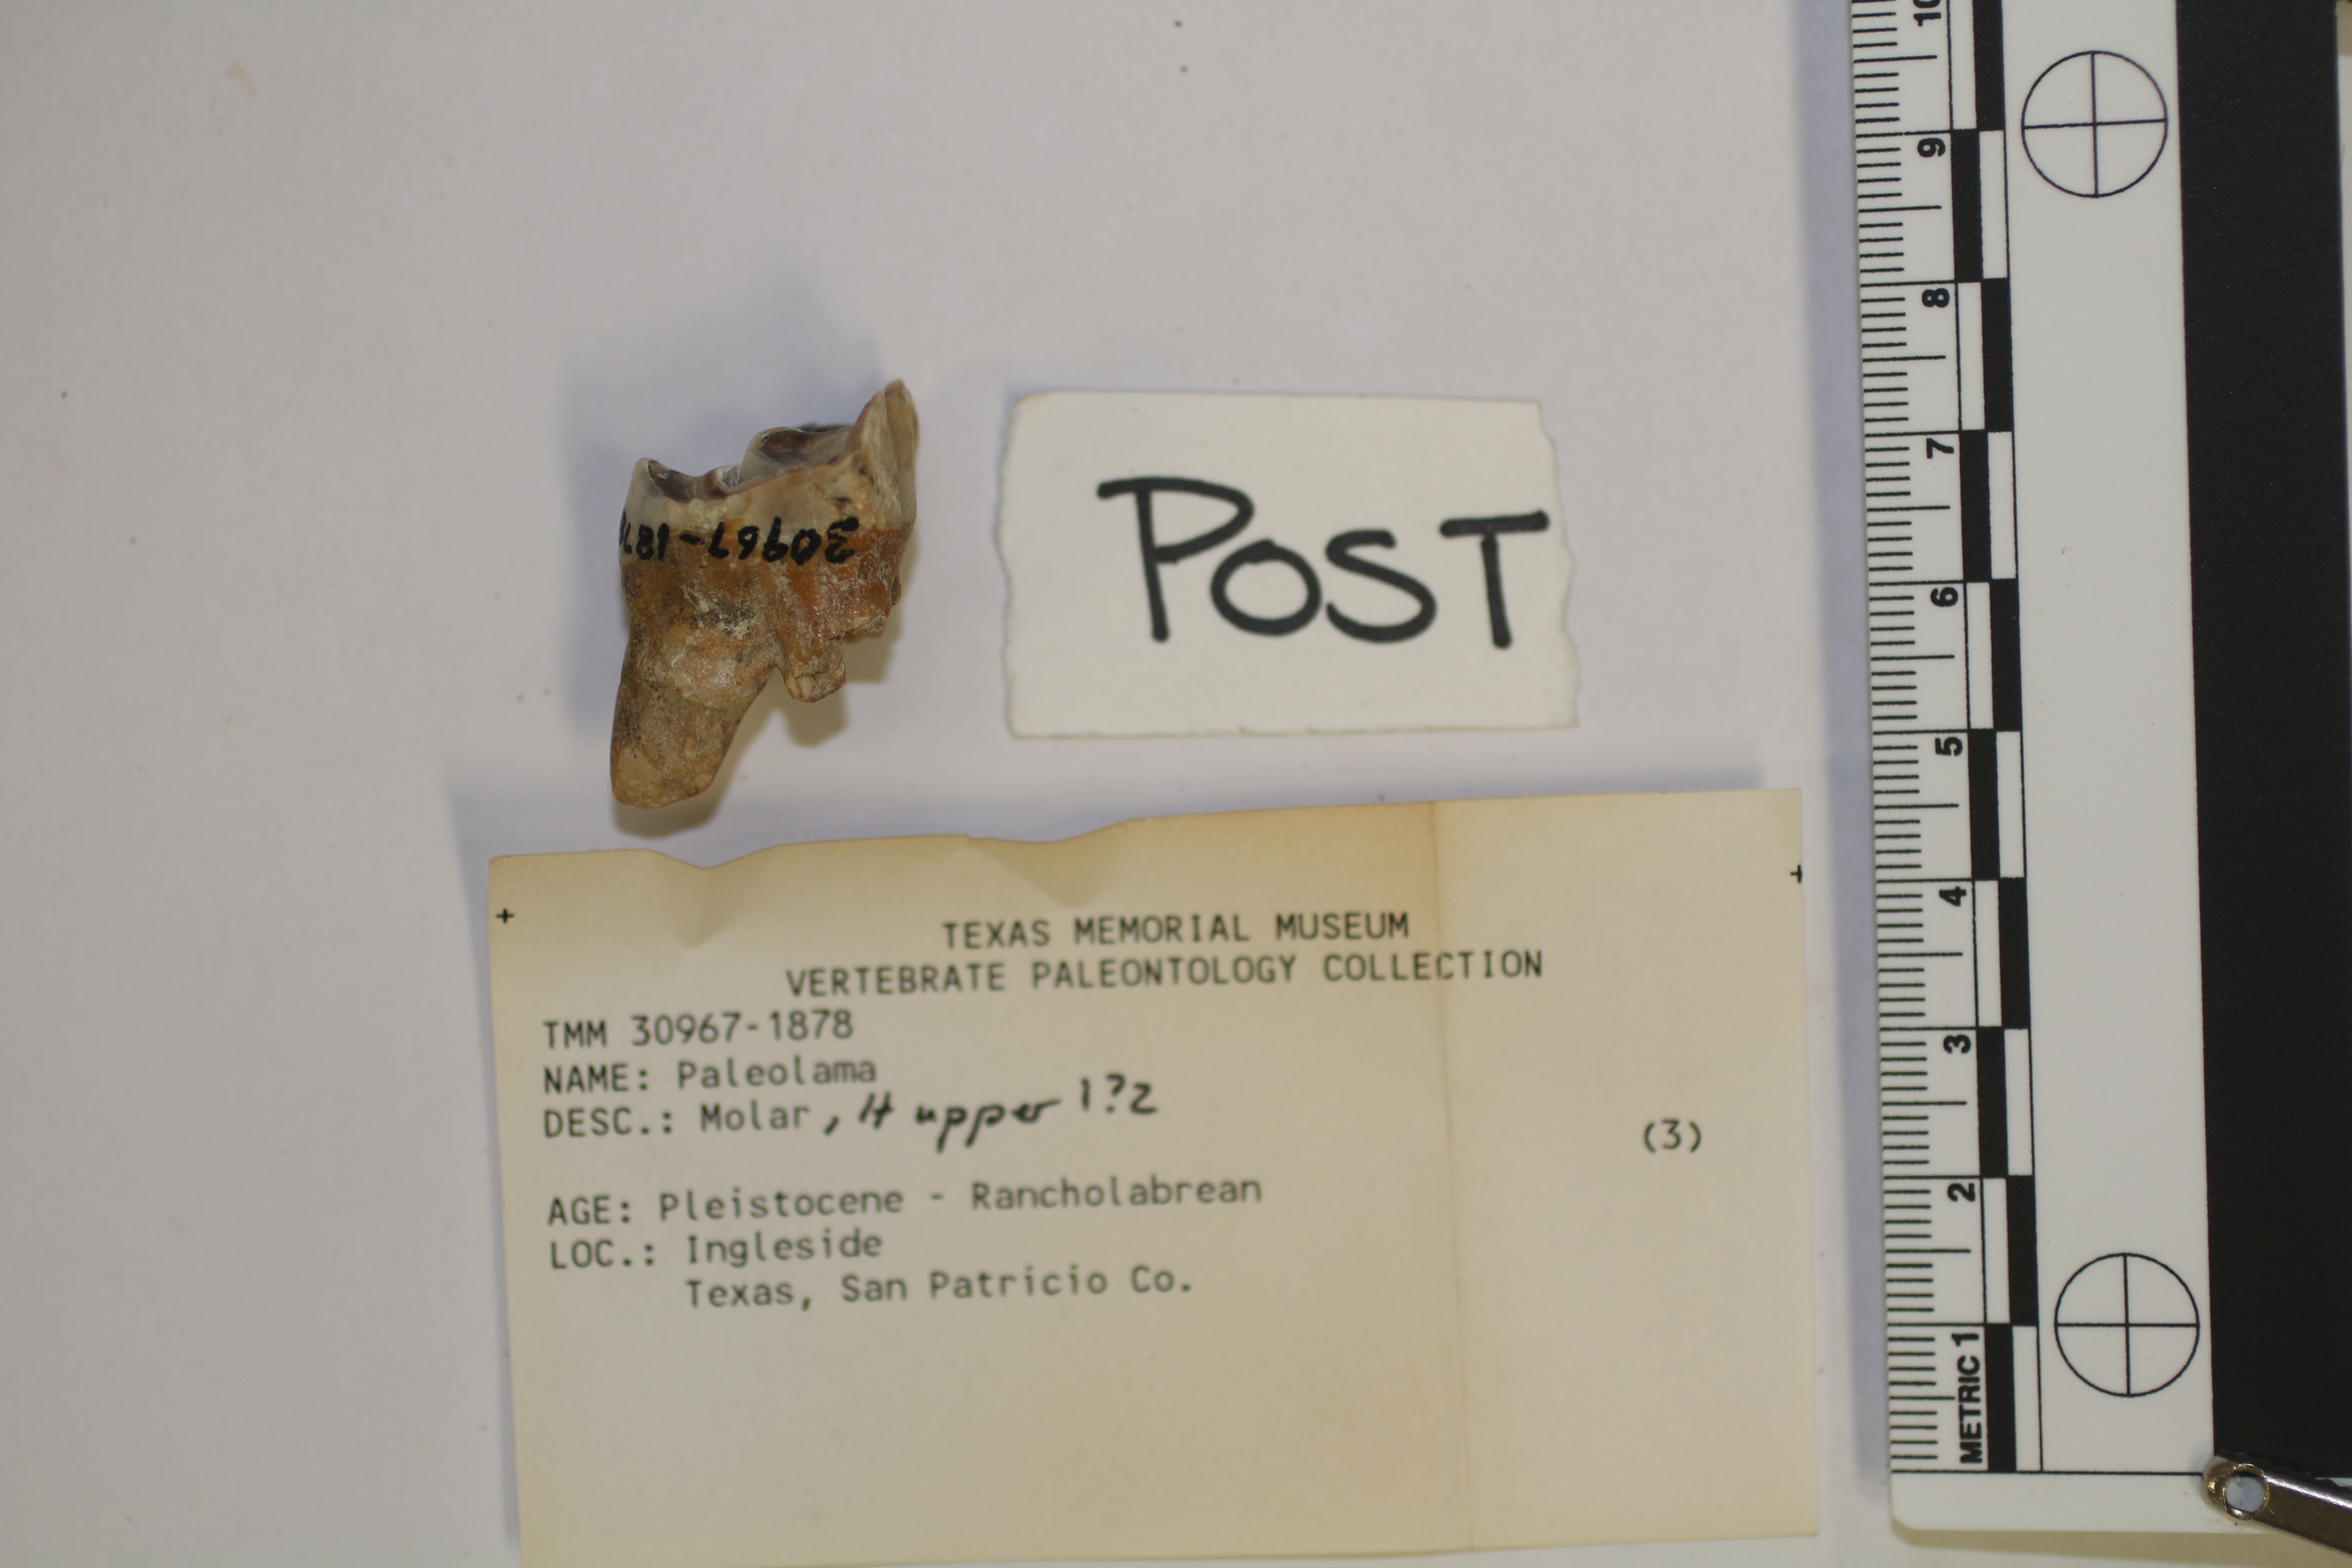 30967-187
POST
TEXAS MEMORIAL MUSEUM
VERTEBRATE PALEONTOLOGY COLLECTION
TMM 30967-1878
NAME: Paleolama
DESC.: Molar, lt upper 1?2
(3)
AGE: Pleistocene - Rancholabrean
LOC.: Ingleside
Texas, San Patricio Co.
10
9
8
7
6
5
4
3
2
METRIC 1